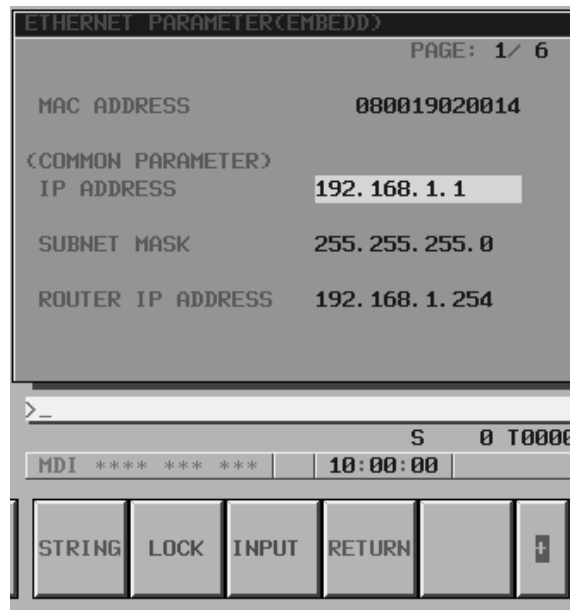 ETHERNET PARAMETER(EMBEDD)
PAGE: 1/ 6
MAC ADDRESS 080019020014
(COMMON PARAMETER)
IP ADDRESS 192.168.1.1
SUBNET MASK 255.255.255.0
ROUTER IP ADDRESS 192.168.1.254
>_
S 0 T0000
MDI **** *** *** 10:00:00
STRING LOCK INPUT RETURN +